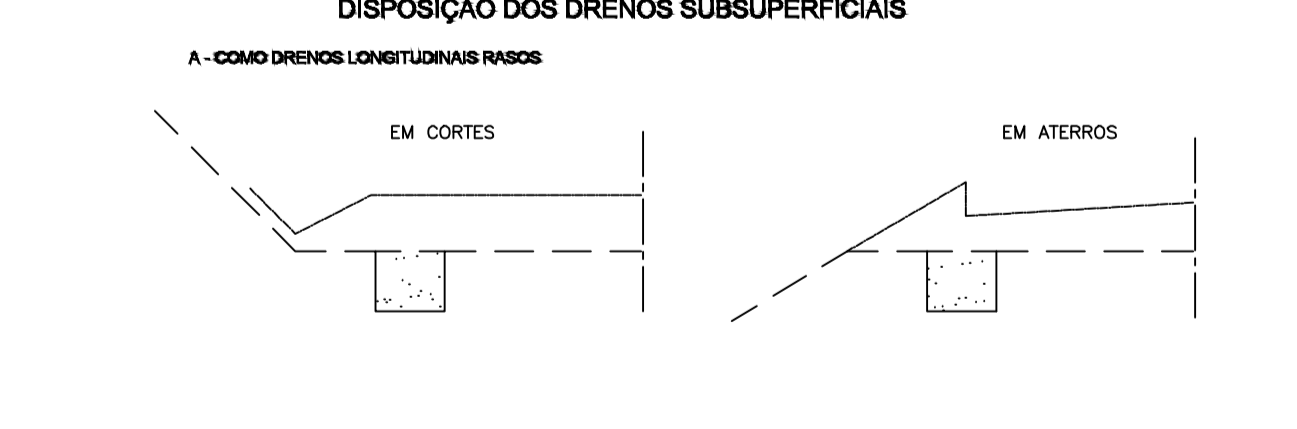 DISPOSIÇÃO DOS DRENOS SUBSUPERFICIAIS
A - COMO DRENOS LONGITUDINAIS RASOS
EM CORTES
EM ATERROS